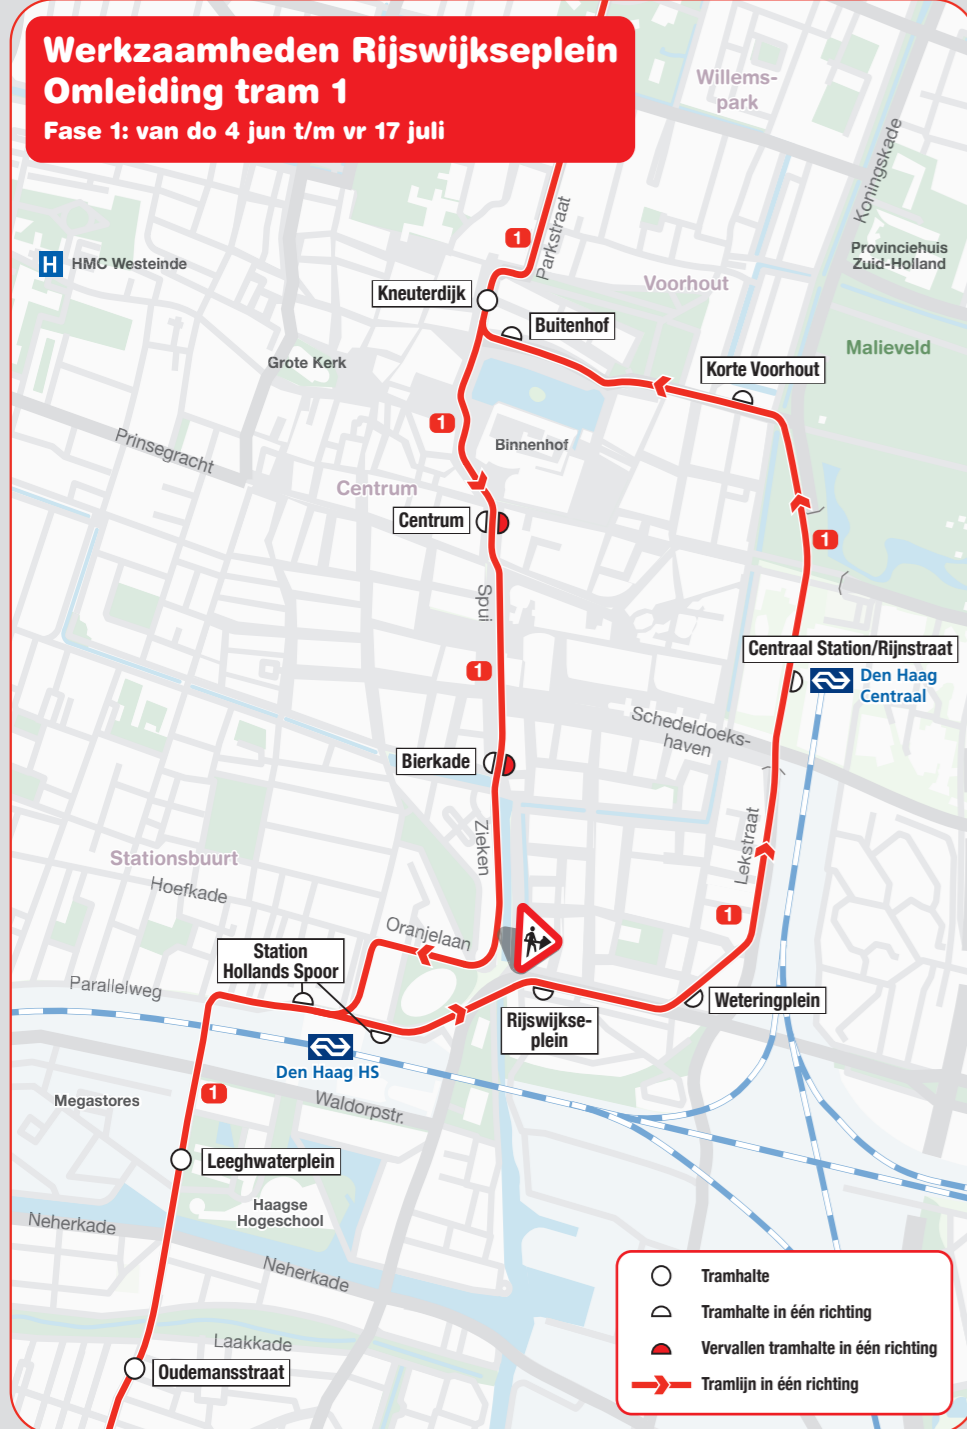 Werkzaamheden Rijswijkseplein
Omleiding tram 1
Fase 1: van do 4 jun t/m vr 17 juli
Willems-
park
Koningskade
Parkstraat
1
H HMC Westeinde
Provinciehuis
Zuid-Holland
Voorhout
Kneuterdijk
Buitenhof
Malieveld
Grote Kerk
Korte Voorhout
1
Prinsegracht
Binnenhof
Centrum
Centrum
1
Spui
Centraal Station/Rijnstraat
1
Den Haag
Centraal
Schedeldoeks-
haven
Bierkade
Zieken
Lekstraat
Stationsbuurt
Hoefkade
1
Oranjelaan
Station
Hollands Spoor
Parallelweg
Weteringplein
Rijswijkse-
plein
Den Haag HS
1
Megastores
Waldorpstr.
Leeghwaterplein
Haagse
Hogeschool
Neherkade
Neherkade
Tramhalte
Tramhalte in één richting
Laakkade
Vervallen tramhalte in één richting
Oudemansstraat
Tramlijn in één richting